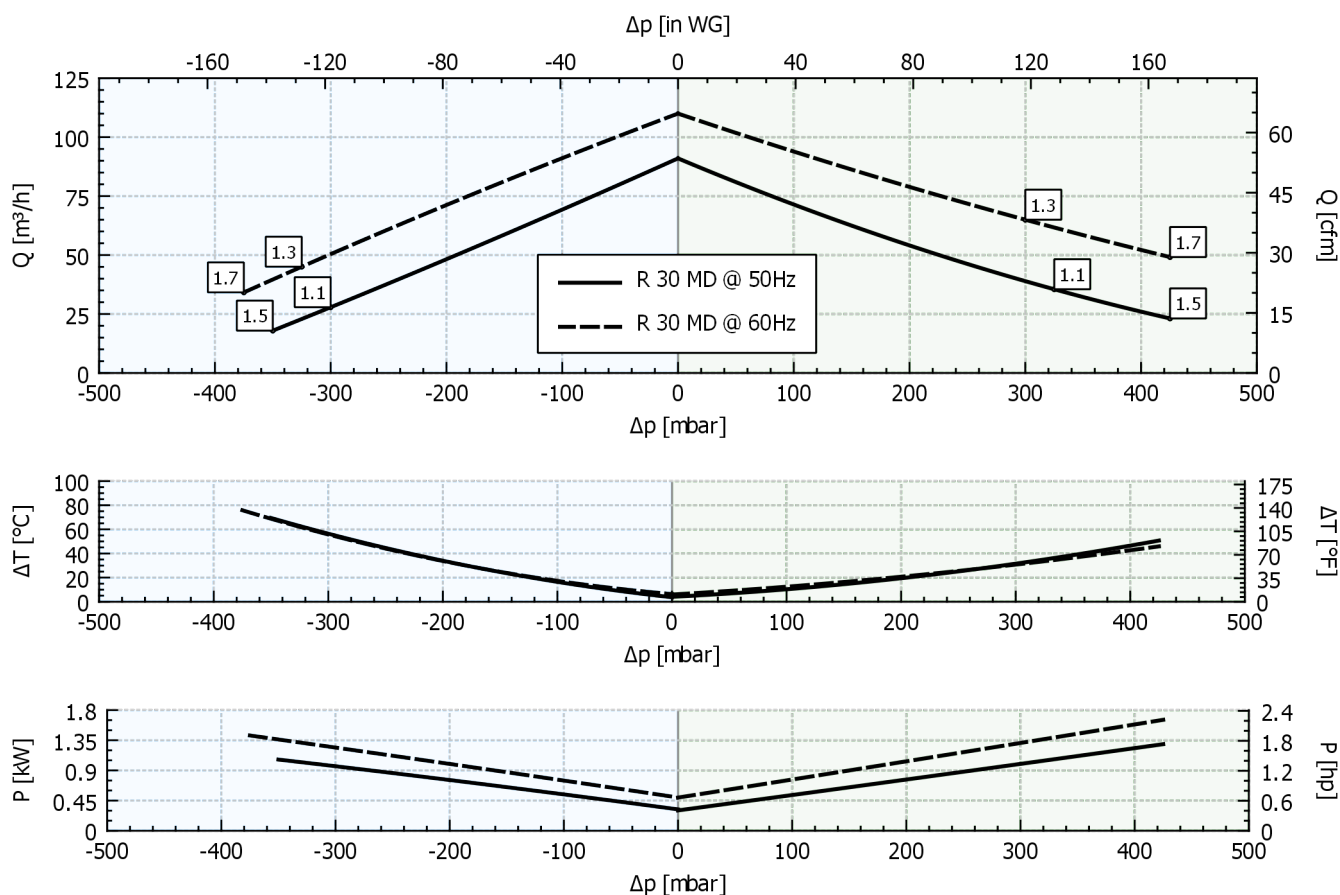 Δp [in WG]
-160 -120 -80 -40 0 40 80 120 160
125
100
75
50
25
0
Q [m³/h]
60
45
30
15
0
Q [cfm]
1.7
1.3
1.5
1.1
1.3
1.7
1.1
1.5
R 30 MD @ 50Hz
R 30 MD @ 60Hz
-500 -400 -300 -200 -100 0 100 200 300 400 500
Δp [mbar]
100
80
60
40
20
0
ΔT [°C]
175
140
105
70
35
0
ΔT [°F]
-500 -400 -300 -200 -100 0 100 200 300 400 500
Δp [mbar]
1.8
1.35
0.9
0.45
0
P [kW]
2.4
1.8
1.2
0.6
0
P [hp]
-500 -400 -300 -200 -100 0 100 200 300 400 500
Δp [mbar]